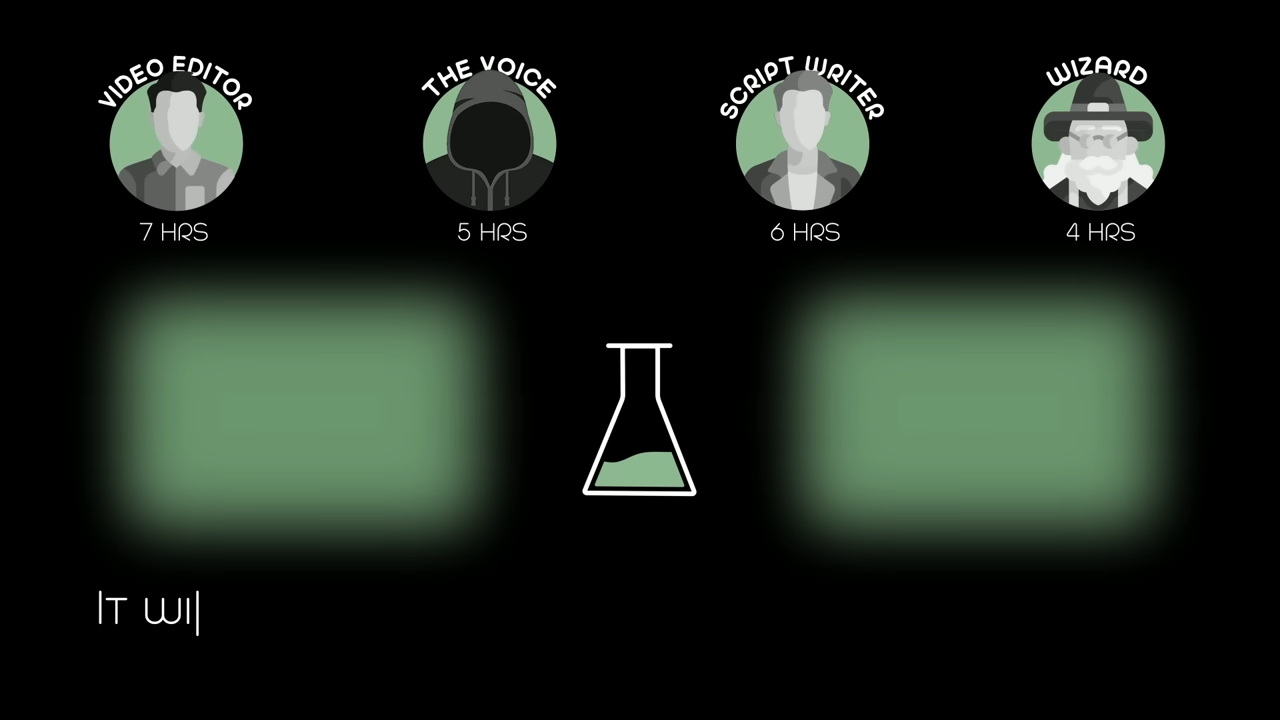 VIDEO EDITOR
THE VOICE
SCRIPT WRITER
WIZARD
7 HRS
5 HRS
6 HRS
4 HRS
IT WI